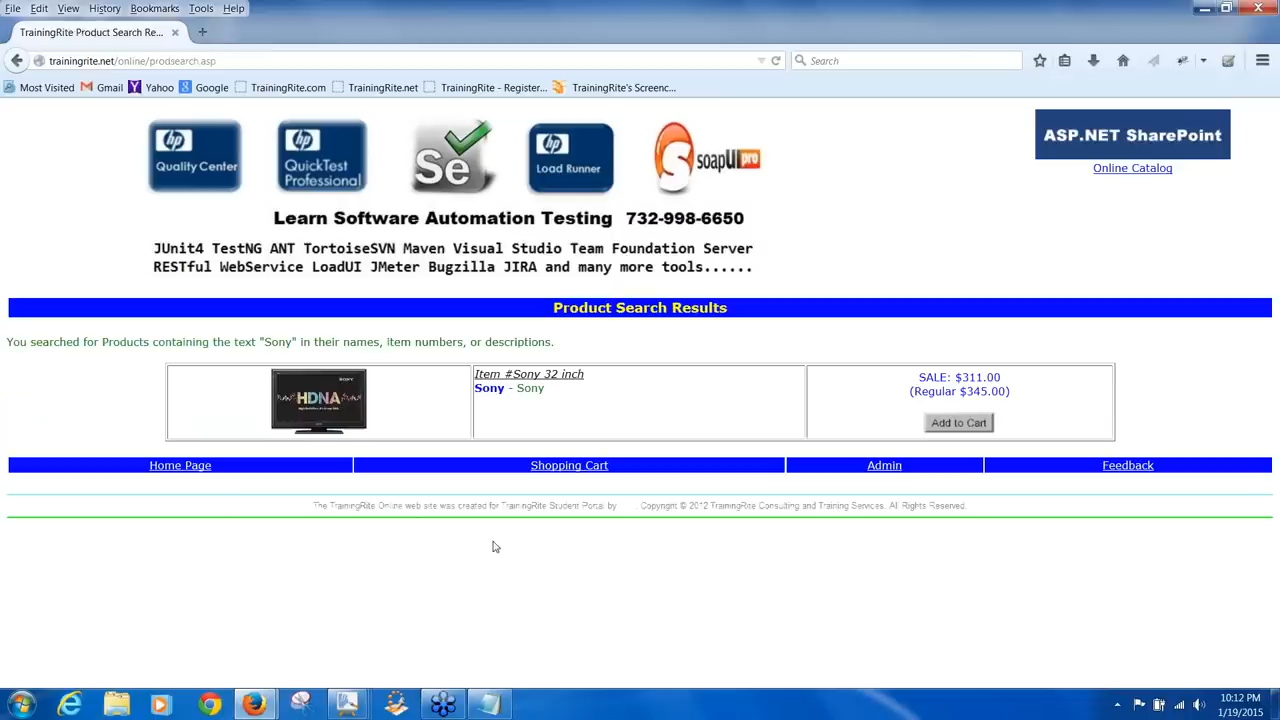 File Edit View History Bookmarks Tools Help
TrainingRite Product Search Re...
trainingrite.net/online/prodsearch.asp
Search
Most Visited Gmail Yahoo Google TrainingRite.com TrainingRite.net TrainingRite - Register... TrainingRite's Screenc...
hp Quality Center
hp QuickTest Professional
Se
hp Load Runner
soapUI pro
ASP.NET SharePoint
Online Catalog
Learn Software Automation Testing 732-998-6650
JUnit4 TestNG ANT TortoiseSVN Maven Visual Studio Team Foundation Server
RESTful WebService LoadUI JMeter Bugzilla JIRA and many more tools......
Product Search Results
You searched for Products containing the text "Sony" in their names, item numbers, or descriptions.
HDNA
Item #Sony 32 inch
Sony - Sony
SALE: $311.00
(Regular $345.00)
Add to Cart
Home Page Shopping Cart Admin Feedback
The TrainingRite Online web site was created for TrainingRite Student Portal by . Copyright © 2012 TrainingRite Consulting and Training Services. All Rights Reserved.
10:12 PM
1/19/2015